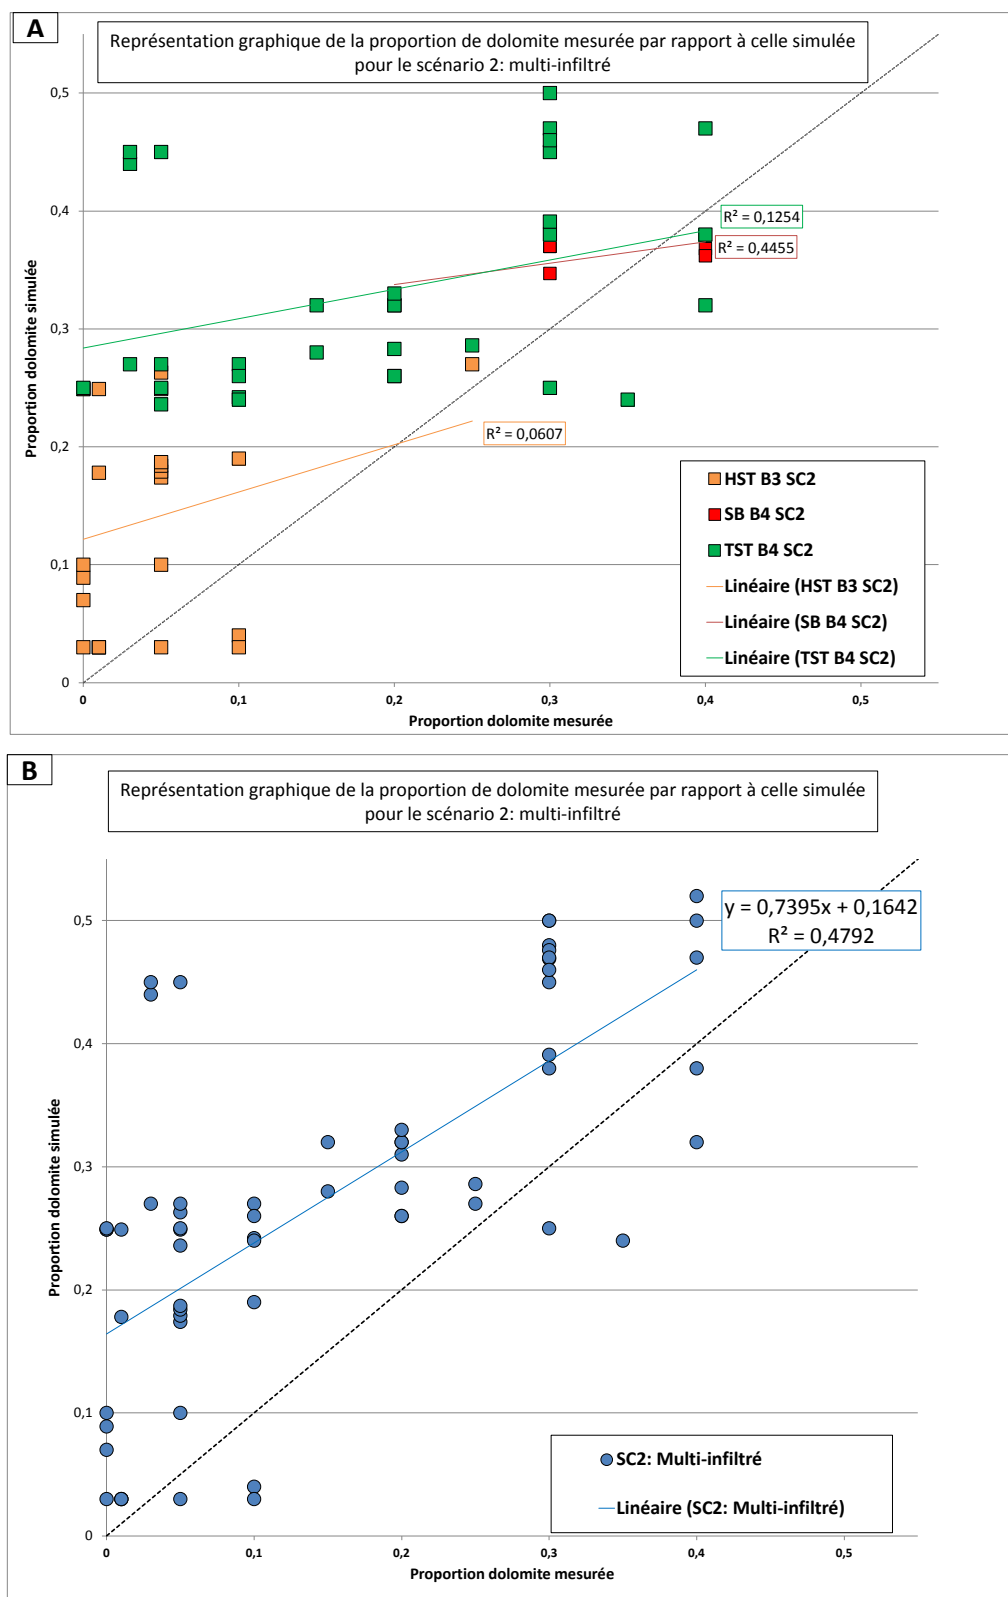 A
Représentation graphique de la proportion de dolomite mesurée par rapport à celle simulée
pour le scénario 2: multi-infiltré
Proportion dolomite simulée
0,5
0,4
0,3
0,2
0,1
0
R² = 0,1254
R² = 0,4455
R² = 0,0607
HST B3 SC2
SB B4 SC2
TST B4 SC2
Linéaire (HST B3 SC2)
Linéaire (SB B4 SC2)
Linéaire (TST B4 SC2)
0 0,1 0,2 0,3 0,4 0,5
Proportion dolomite mesurée
B
Représentation graphique de la proportion de dolomite mesurée par rapport à celle simulée
pour le scénario 2: multi-infiltré
Proportion dolomite simulée
0,5
0,4
0,3
0,2
0,1
0
y = 0,7395x + 0,1642
R² = 0,4792
SC2: Multi-infiltré
Linéaire (SC2: Multi-infiltré)
0 0,1 0,2 0,3 0,4 0,5
Proportion dolomite mesurée